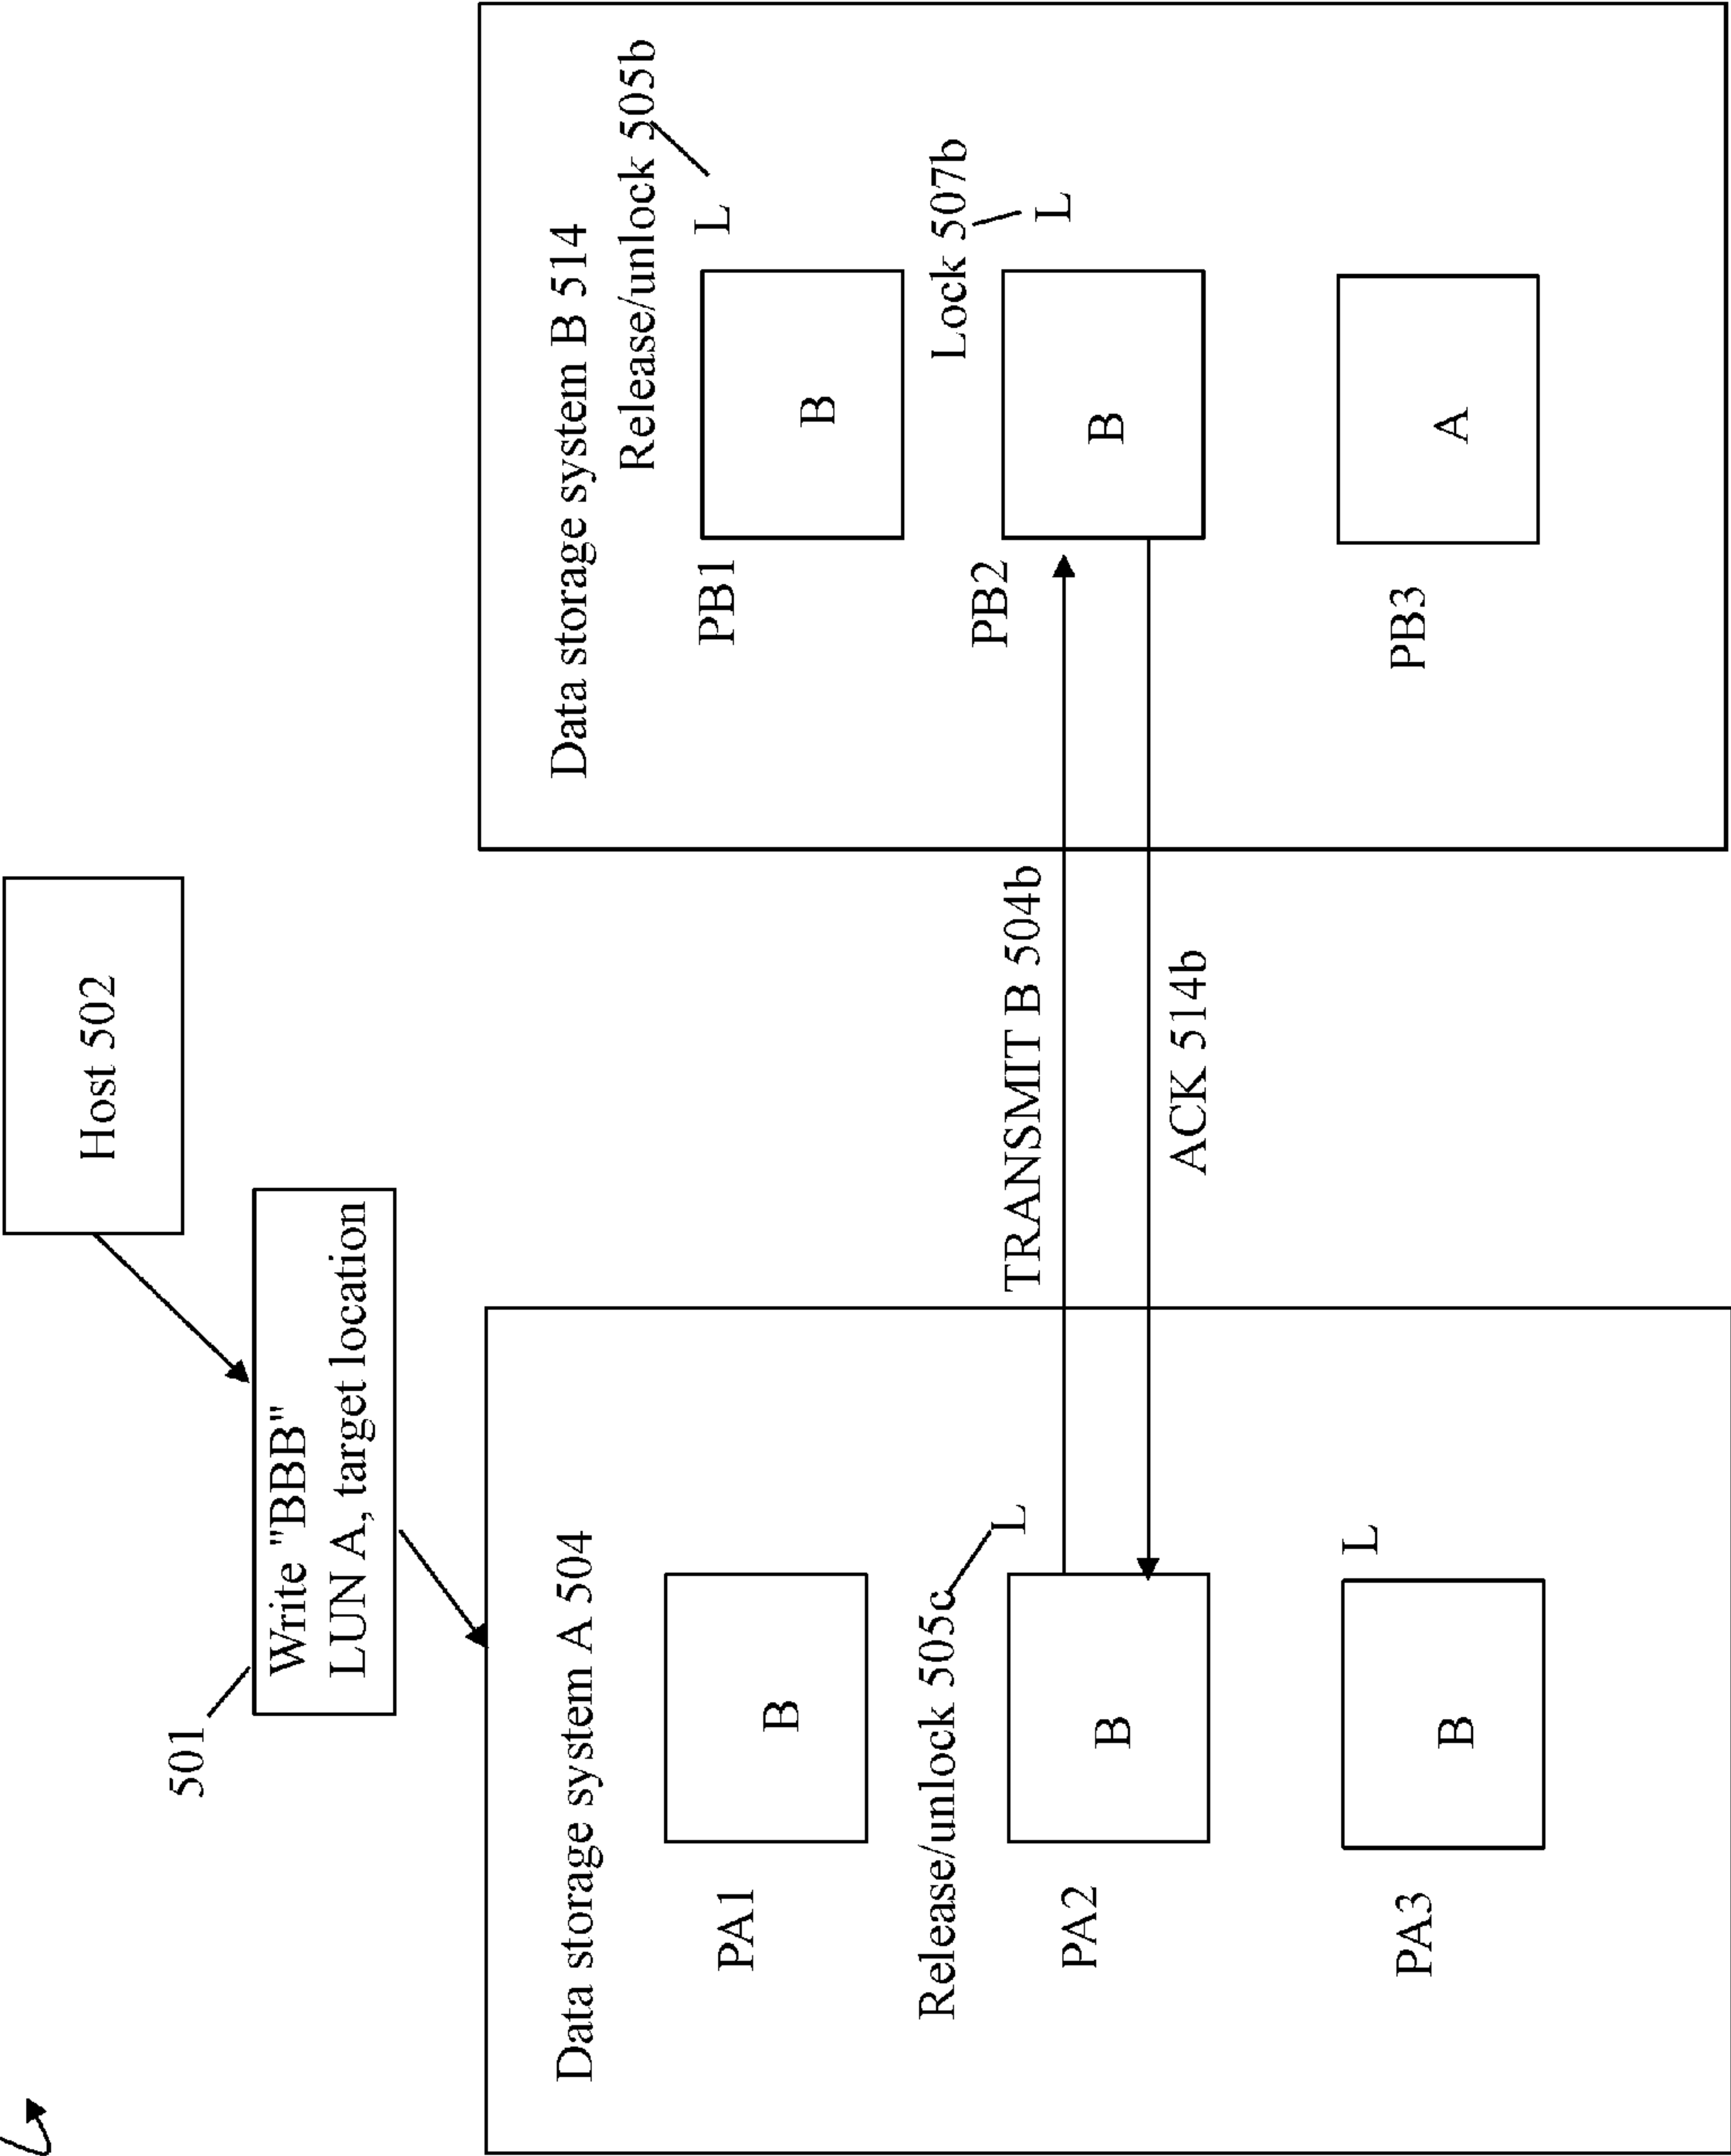 Host 502
501
Write "BBB"
LUN A, target location
Data storage system A 504
PA1
B
Release/unlock 505c
L
PA2
B
PA3
B
L
TRANSMIT B 504b
ACK 514b
Data storage system B 514
Release/unlock 505b
L
PB1
B
Lock 507b
L
PB2
B
PB3
A